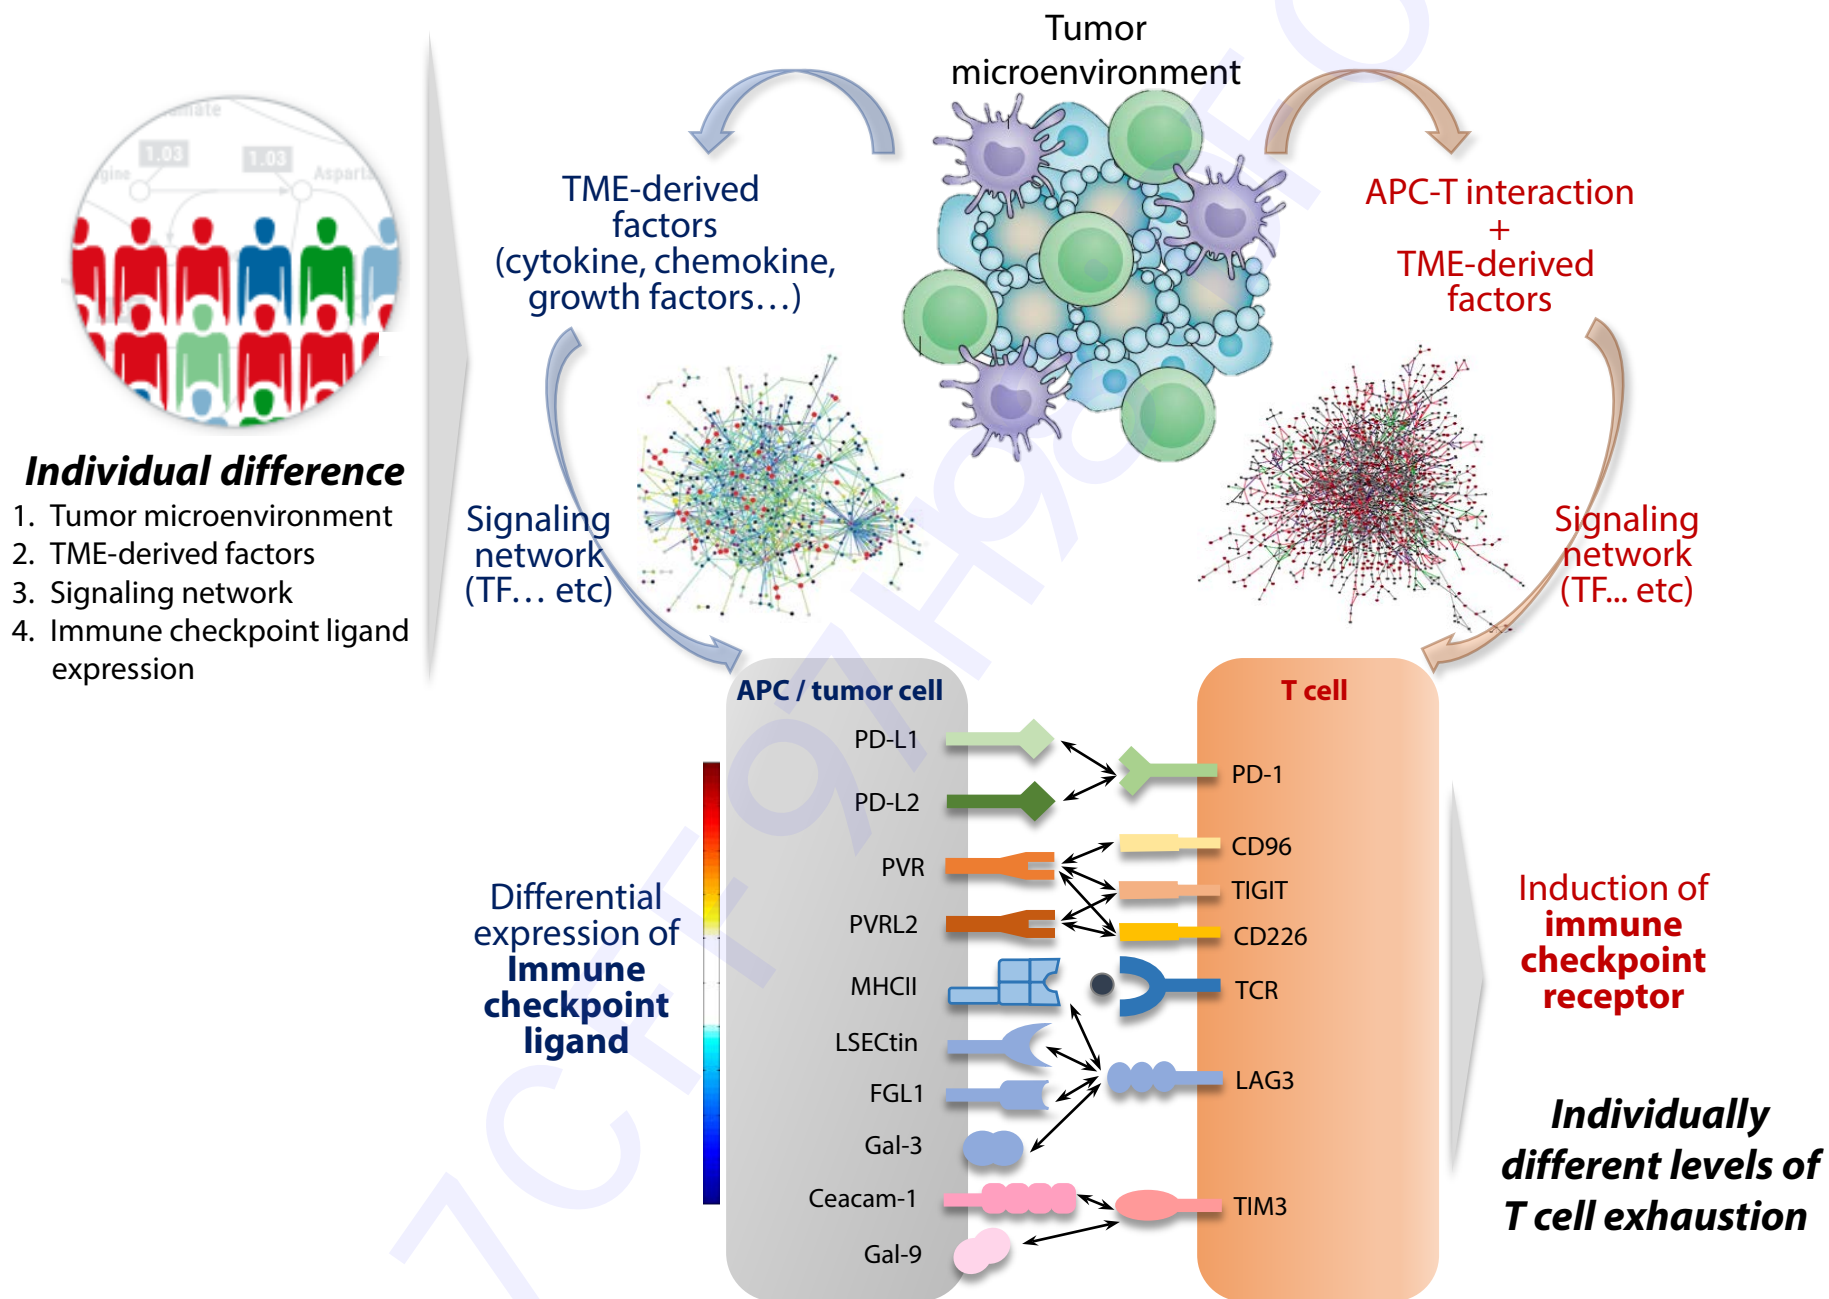 Tumor
microenvironment
1.03
1.03
TME-derived
factors
(cytokine, chemokine,
growth factors...)
APC-T interaction
+
TME-derived
factors
Individual difference
1. Tumor microenvironment
2. TME-derived factors
3. Signaling network
4. Immune checkpoint ligand
expression
Signaling
network
(TF... etc)
Signaling
network
(TF... etc)
APC / tumor cell
T cell
PD-L1
PD-L2
PVR
PVRL2
MHCII
LSECtin
FGL1
Gal-3
Ceacam-1
Gal-9
PD-1
CD96
TIGIT
CD226
TCR
LAG3
TIM3
Differential
expression of
Immune
checkpoint
ligand
Induction of
immune
checkpoint
receptor
Individually
different levels of
T cell exhaustion